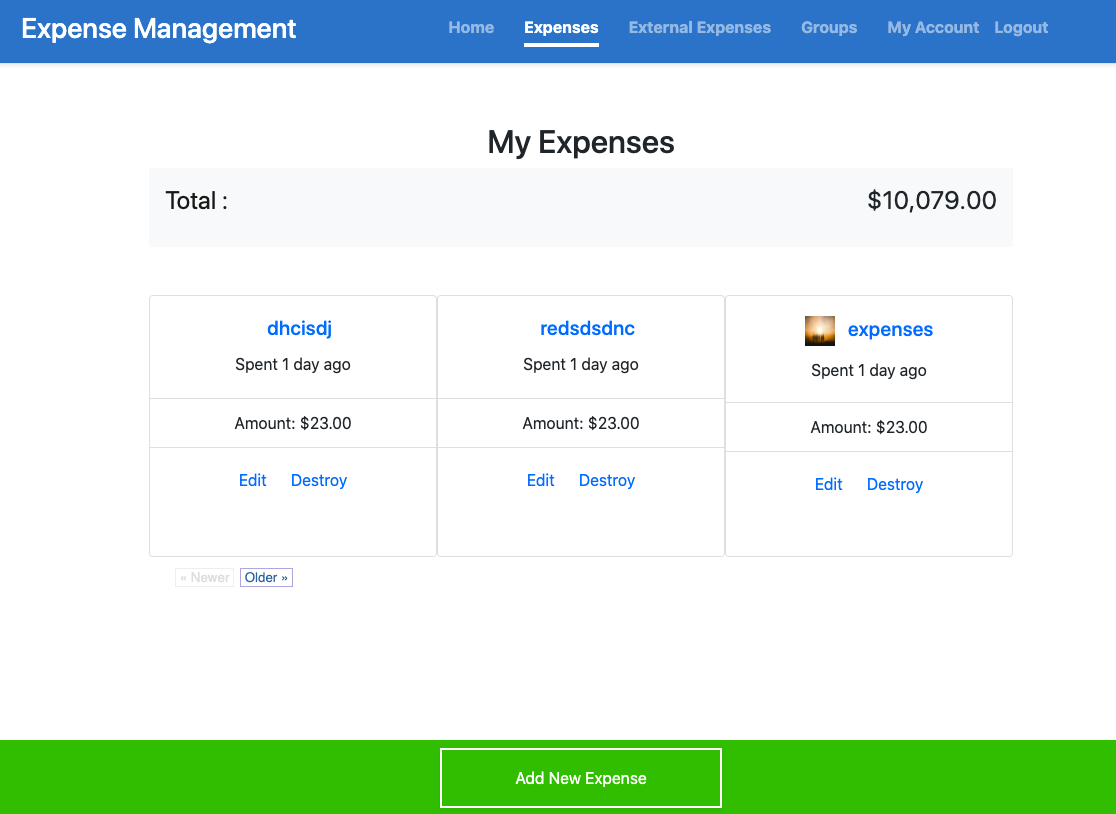 Expense Management Home Expenses External Expenses Groups My Account Logout
My Expenses
Total : $10,079.00
dhcisdj
Spent 1 day ago
Amount: $23.00
Edit Destroy
redsdsdnc
Spent 1 day ago
Amount: $23.00
Edit Destroy
expenses
Spent 1 day ago
Amount: $23.00
Edit Destroy
« Newer Older »
Add New Expense